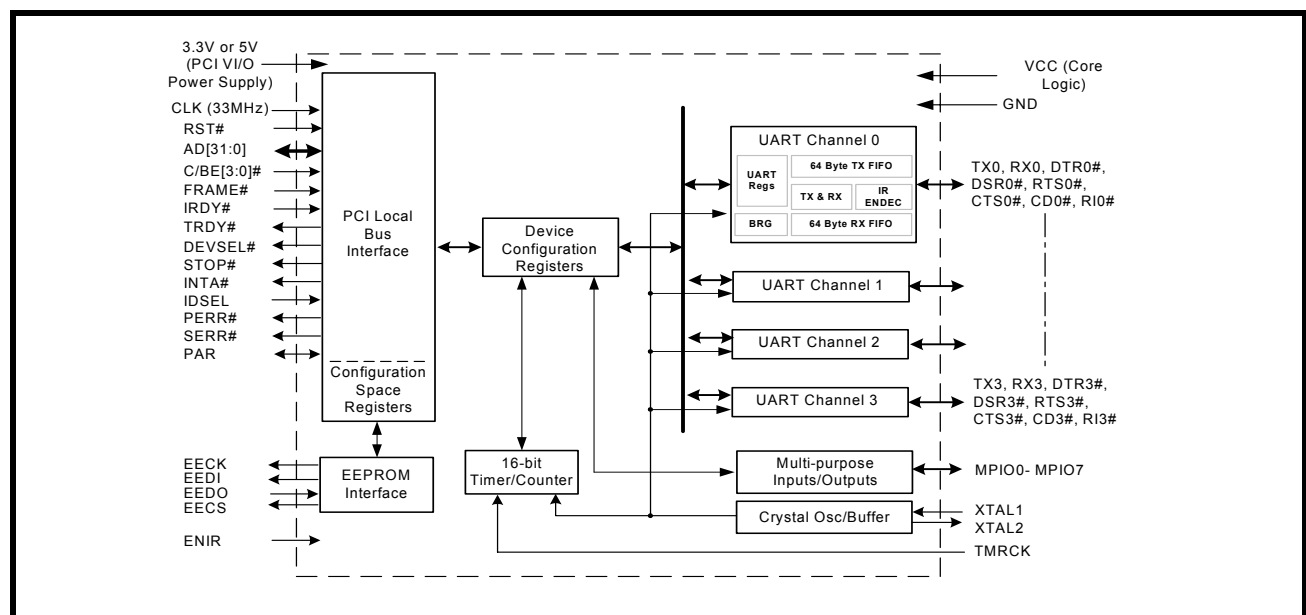 3.3V or 5V
(PCI VI/O
Power Supply)
CLK (33MHz)
RST#
AD[31:0]
C/BE[3:0]#
FRAME#
IRDY#
TRDY#
DEVSEL#
STOP#
INTA#
IDSEL
PERR#
SERR#
PAR
EECK
EEDI
EEDO
EECS
ENIR
PCI Local
Bus
Interface
Configuration
Space
Registers
EEPROM
Interface
Device
Configuration
Registers
16-bit
Timer/Counter
UART Channel 0
UART
Regs
64 Byte TX FIFO
TX & RX
IR
ENDEC
BRG
64 Byte RX FIFO
UART Channel 1
UART Channel 2
UART Channel 3
Multi-purpose
Inputs/Outputs
Crystal Osc/Buffer
VCC (Core
Logic)
GND
TX0, RX0, DTR0#,
DSR0#, RTS0#,
CTS0#, CD0#, RI0#
TX3, RX3, DTR3#,
DSR3#, RTS3#,
CTS3#, CD3#, RI3#
MPIO0- MPIO7
XTAL1
XTAL2
TMRCK